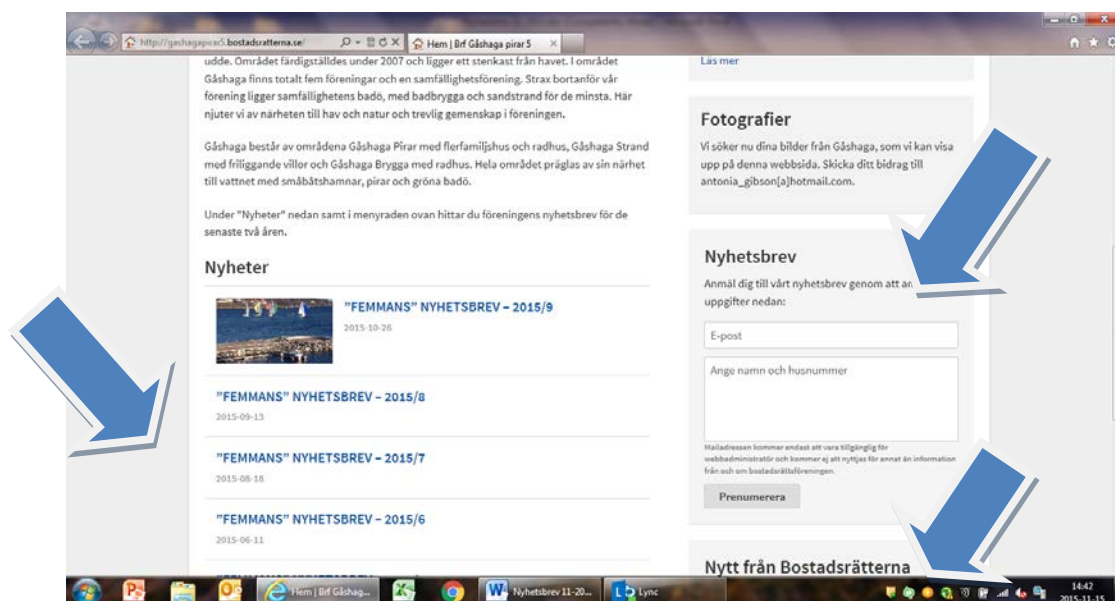 http://gashagapirar5.bostadsratterna.se/
Hem | Brf Gåshaga pirar 5
udde. Området färdigställdes under 2007 och ligger ett stenkast från havet. I området
Gåshaga finns totalt fem föreningar och en samfällighetsförening. Strax bortanför vår
förening ligger samfällighetens badö, med badbrygga och sandstrand för de minsta. Här
njuter vi av närheten till hav och natur och trevlig gemenskap i föreningen.
Gåshaga består av områdena Gåshaga Pirar med flerfamiljshus och radhus, Gåshaga Strand
med friliggande villor och Gåshaga Brygga med radhus. Hela området präglas av sin närhet
till vattnet med småbåtshamnar, pirar och gröna badö.
Under "Nyheter" nedan samt i menyraden ovan hittar du föreningens nyhetsbrev för de
senaste två åren.
Nyheter
"FEMMANS" NYHETSBREV – 2015/9
2015-10-26
"FEMMANS" NYHETSBREV – 2015/8
2015-09-13
"FEMMANS" NYHETSBREV – 2015/7
2015-08-18
"FEMMANS" NYHETSBREV – 2015/6
2015-06-11
Läs mer
Fotografier
Vi söker nu dina bilder från Gåshaga, som vi kan visa
upp på denna webbsida. Skicka ditt bidrag till
antonia_gibson[a]hotmail.com.
Nyhetsbrev
Anmäl dig till vårt nyhetsbrev genom att
uppgifter nedan:
E-post
Ange namn och husnummer
Mailadressen kommer endast att vara tillgänglig för
webbadministratör och kommer ej att nyttjas för annat än information
från och om bostadsrättsföreningen.
Prenumerera
Nytt från Bostadsrätterna
Hem | Brf Gåshag...
Nyhetsbrev 11-20...
Lync
14:42
2015-11-15